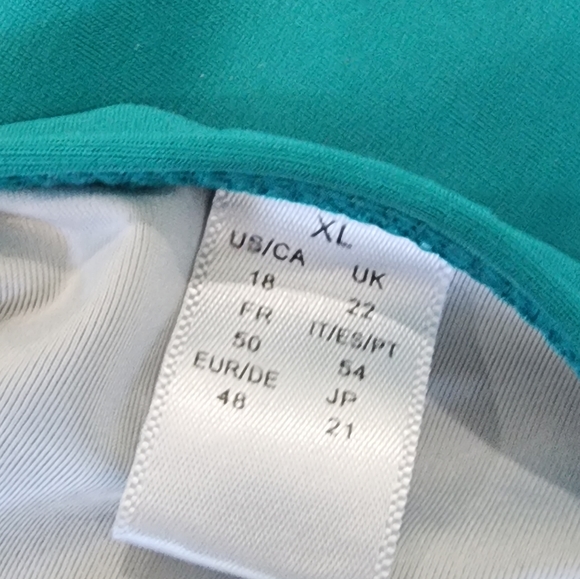 XL
US/CA UK
18 22
FR IT/ES/PT
50 54
EUR/DE JP
48 21